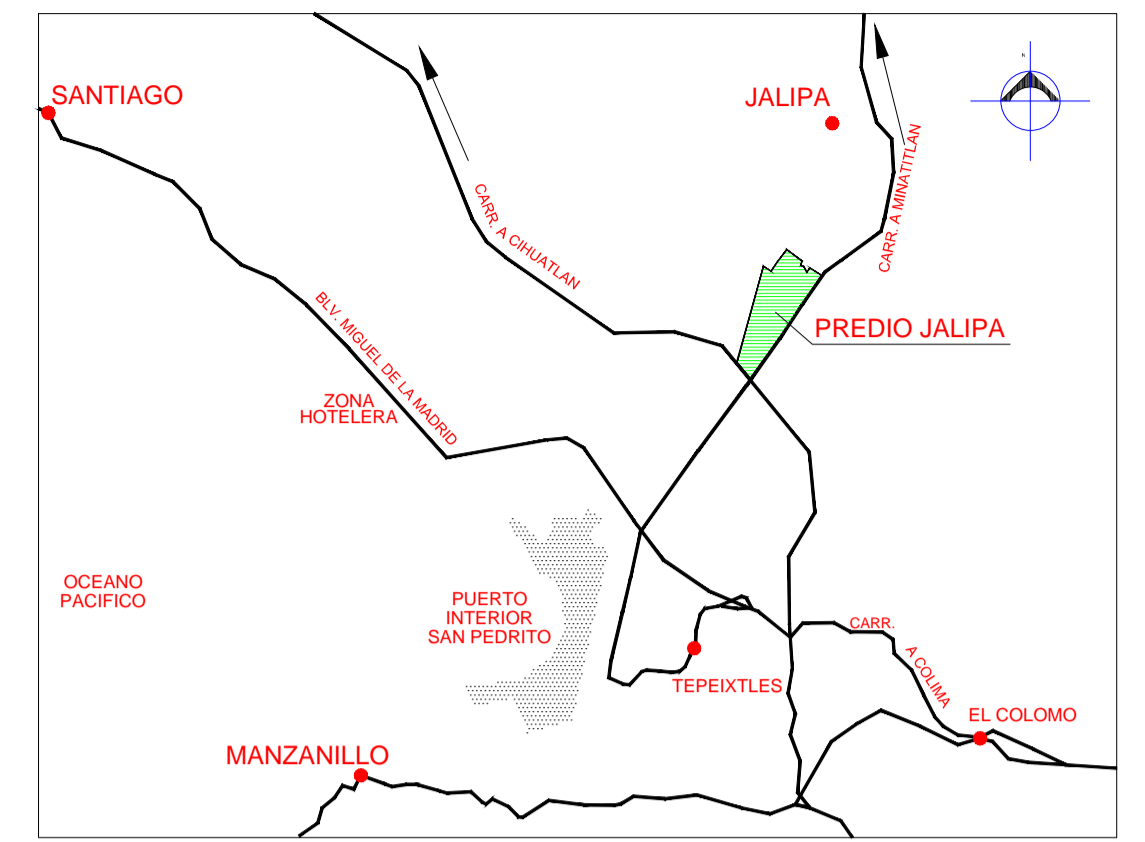 SANTIAGO
JALIPA
N
CARR. A CIHUATLAN
CARR. A MINATITLAN
PREDIO JALIPA
BLV. MIGUEL DE LA MADRID
ZONA
HOTELERA
OCEANO
PACIFICO
PUERTO
INTERIOR
SAN PEDRITO
CARR.
A COLIMA
TEPEIXTLES
EL COLOMO
MANZANILLO